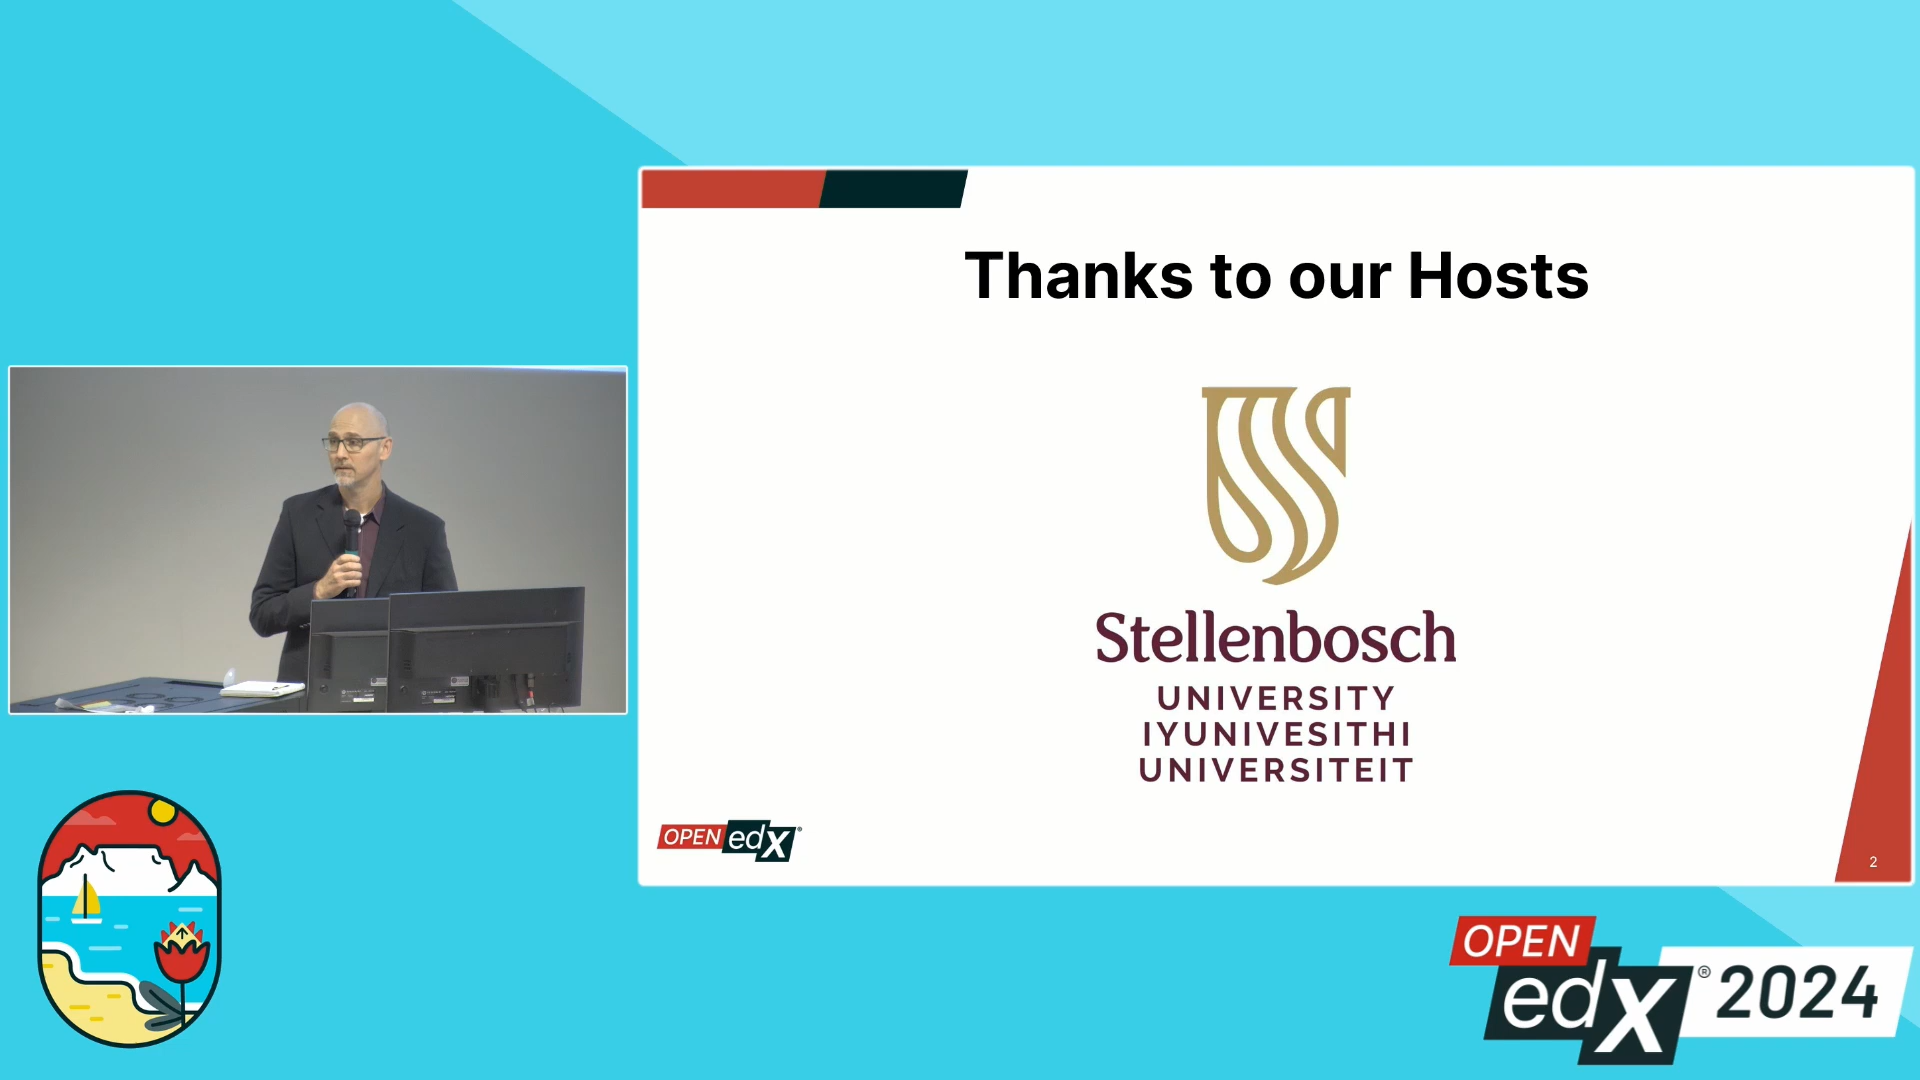 Thanks to our Hosts
Stellenbosch
UNIVERSITY
IYUNIVESITHI
UNIVERSITEIT
OPEN edX®
2
OPEN
edX® 2024